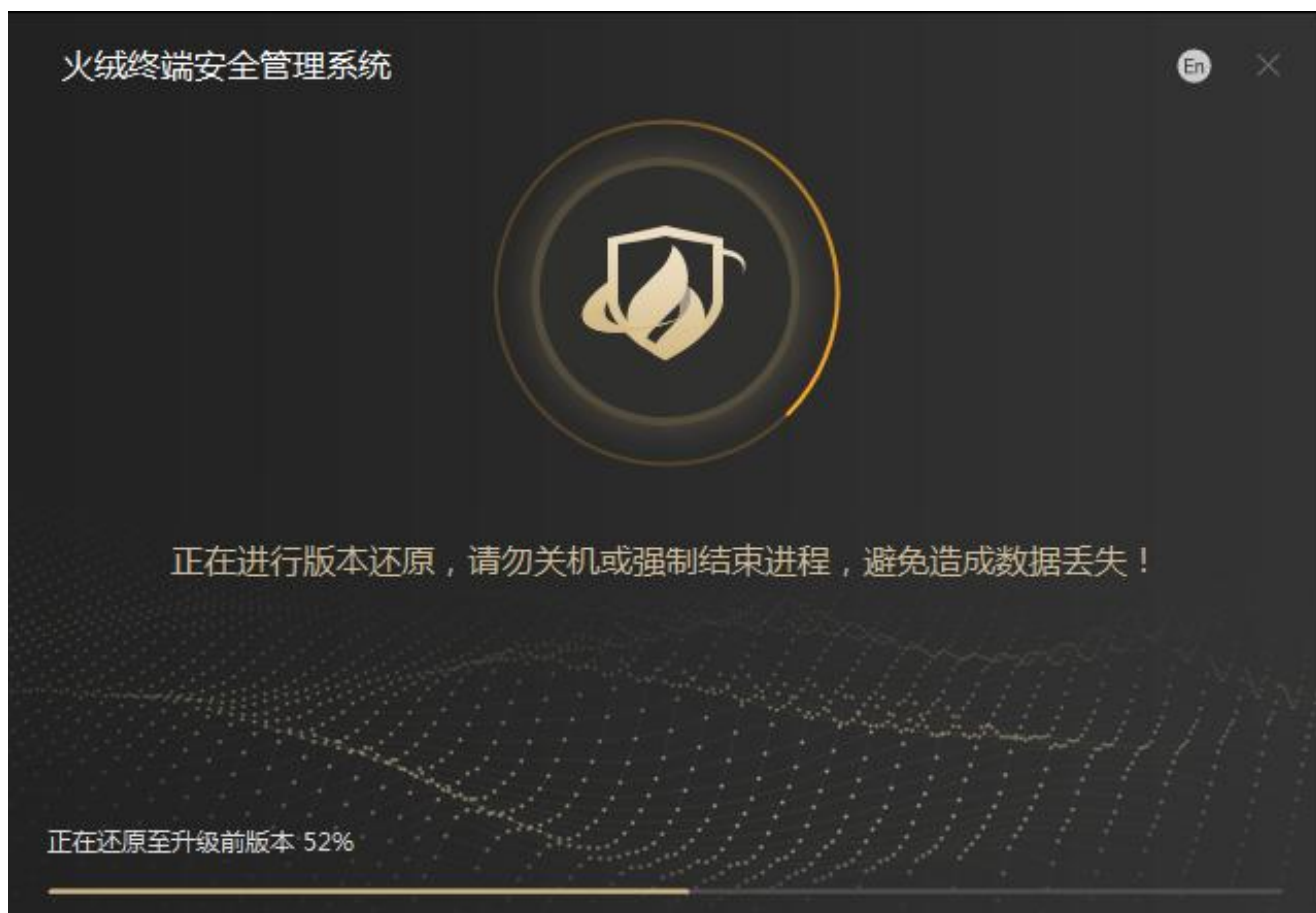 火绒终端安全管理系统
En
正在进行版本还原，请勿关机或强制结束进程，避免造成数据丢失！
正在还原至升级前版本 52%